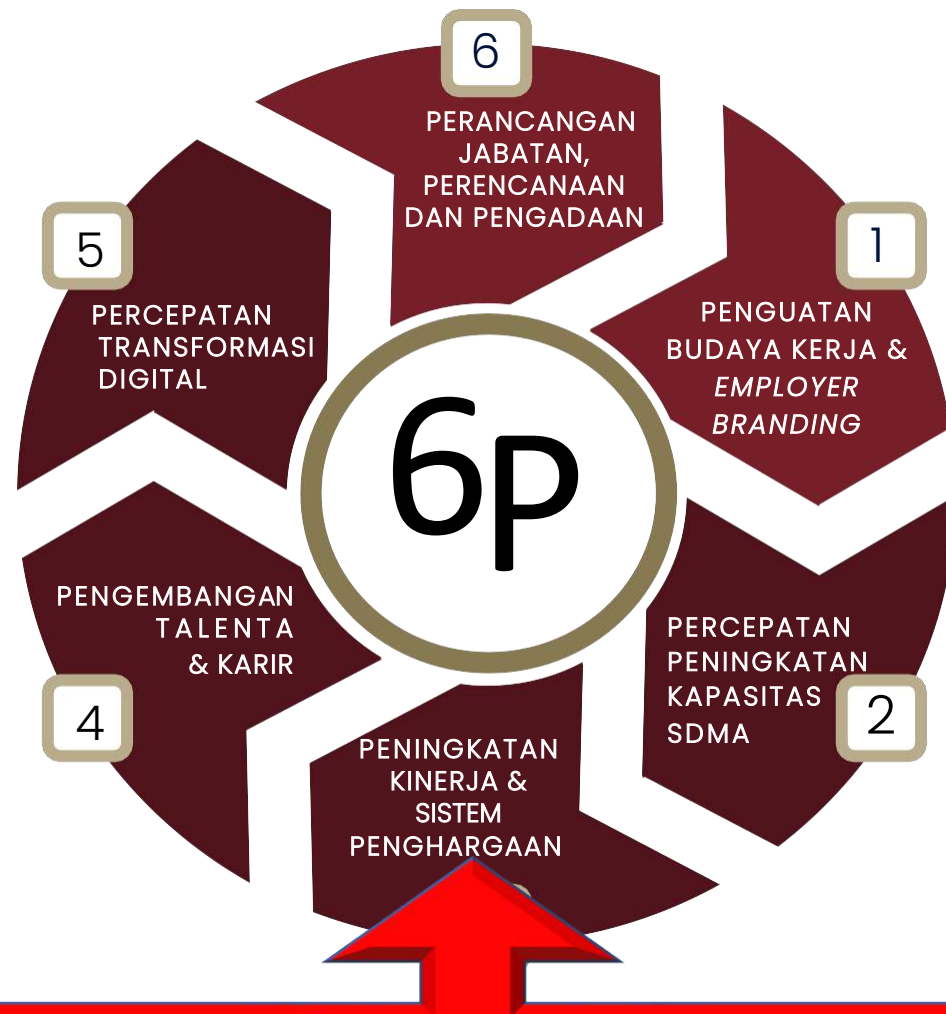 6
PERANCANGAN
JABATAN,
PERENCANAAN
DAN PENGADAAN
1
PENGUATAN
BUDAYA KERJA &
EMPLOYER
BRANDING
2
PERCEPATAN
PENINGKATAN
KAPASITAS
SDMA
PENINGKATAN
KINERJA &
SISTEM
PENGHARGAAN
4
PENGEMBANGAN
TALENTA
& KARIR
5
PERCEPATAN
TRANSFORMASI
DIGITAL
6p